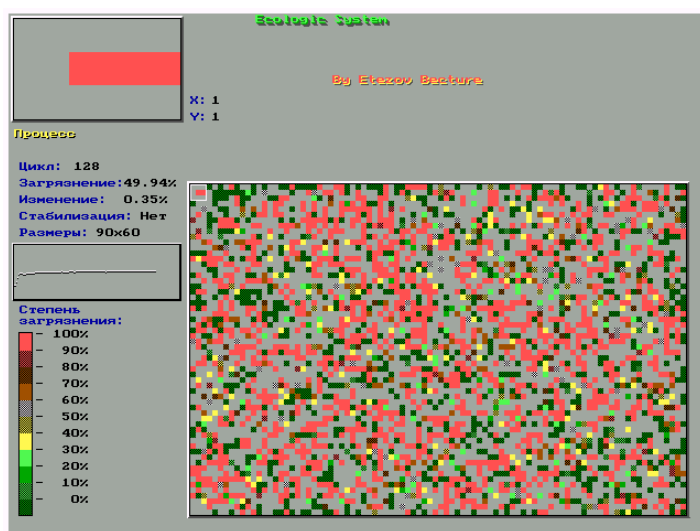 Ecologic System
By Etezov Becture
X: 1
Y: 1
Процесс
Цикл: 128
Загрязнение:49.94%
Изменение: 0.35%
Стабилизация: Нет
Размеры: 90x60
Степень
загрязнения:
100%
90%
80%
70%
60%
50%
40%
30%
20%
10%
0%